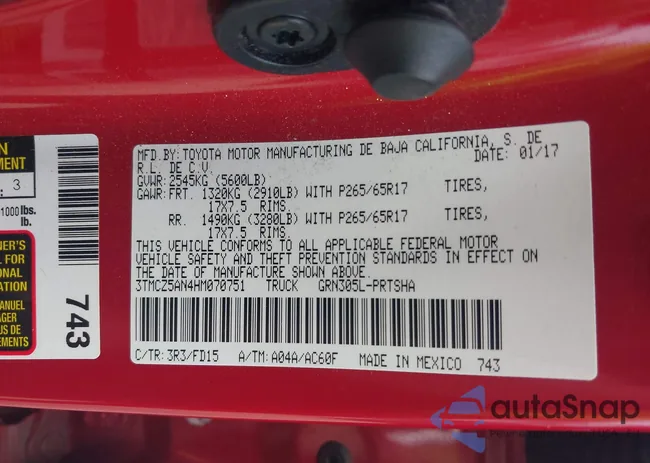 MFD.BY:TOYOTA MOTOR MANUFACTURING DE BAJA CALIFORNIA, S. DE
R.L. DE C.V. DATE: 01/17
GVWR:2545KG (5600LB)
GAWR:FRT. 1320KG (2910LB) WITH P265/65R17 TIRES,
17X7.5 RIMS.
RR. 1490KG (3280LB) WITH P265/65R17 TIRES,
17X7.5 RIMS.
THIS VEHICLE CONFORMS TO ALL APPLICABLE FEDERAL MOTOR
VEHICLE SAFETY AND THEFT PREVENTION STANDARDS IN EFFECT ON
THE DATE OF MANUFACTURE SHOWN ABOVE.
3TMCZ5AN4HM070751 TRUCK GRN305L-PRTSHA
C/TR: 3R3/FD15 A/TM: A04A/AC60F MADE IN MEXICO 743
: 3
1000 lbs.
lb.
743
autoSnap